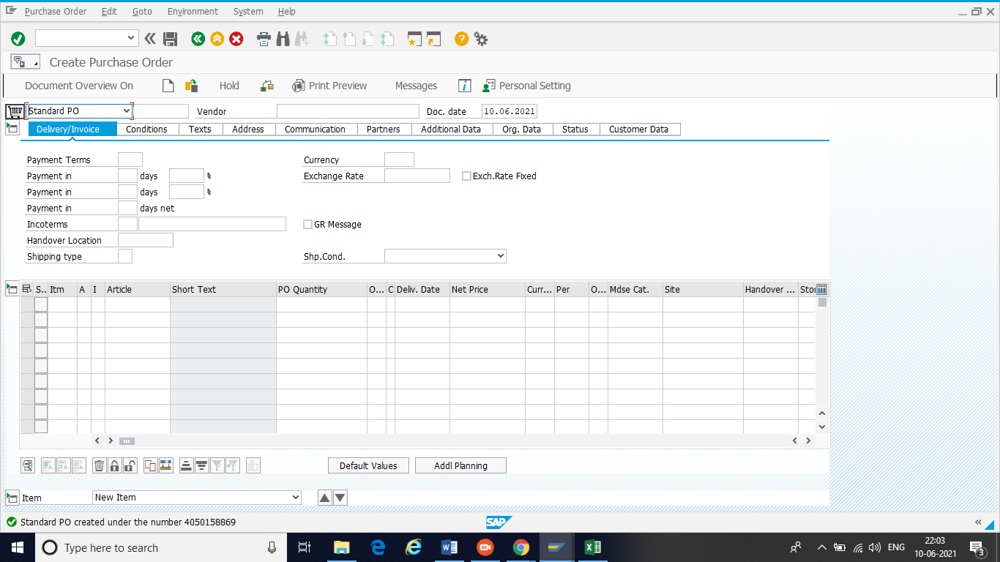 Purchase Order Edit Goto Environment System Help
Create Purchase Order
Document Overview On Hold Print Preview Messages Personal Setting
Standard PO Vendor Doc. date 10.06.2021
Delivery/Invoice Conditions Texts Address Communication Partners Additional Data Org. Data Status Customer Data
Payment Terms Currency
Payment in days % Exchange Rate Exch.Rate Fixed
Payment in days %
Payment in days net
Incoterms GR Message
Handover Location
Shipping type Shp.Cond.
S.. Itm A I Article Short Text PO Quantity O... C Deliv. Date Net Price Curr... Per O... Mdse Cat. Site Handover ... Stor
Default Values Addl Planning
Item New Item
Standard PO created under the number 4050158869 SAP
Type here to search ENG 22:03
10-06-2021 3